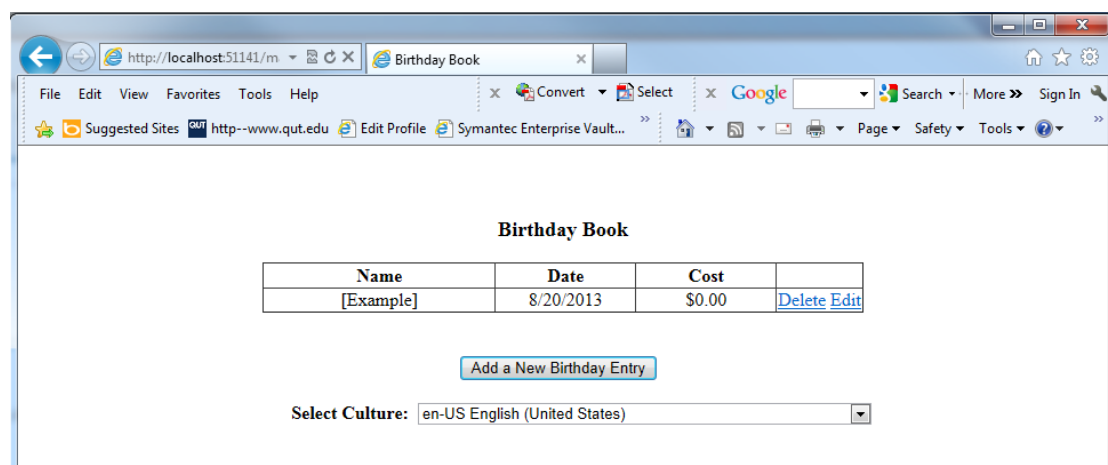 http://localhost:51141/m
Birthday Book
File Edit View Favorites Tools Help
x Convert Select x Google Search More » Sign In
Suggested Sites QUT http--www.qut.edu Edit Profile Symantec Enterprise Vault... » Page Safety Tools »
Birthday Book
Name Date Cost
[Example] 8/20/2013 $0.00 Delete Edit
Add a New Birthday Entry
Select Culture: en-US English (United States)